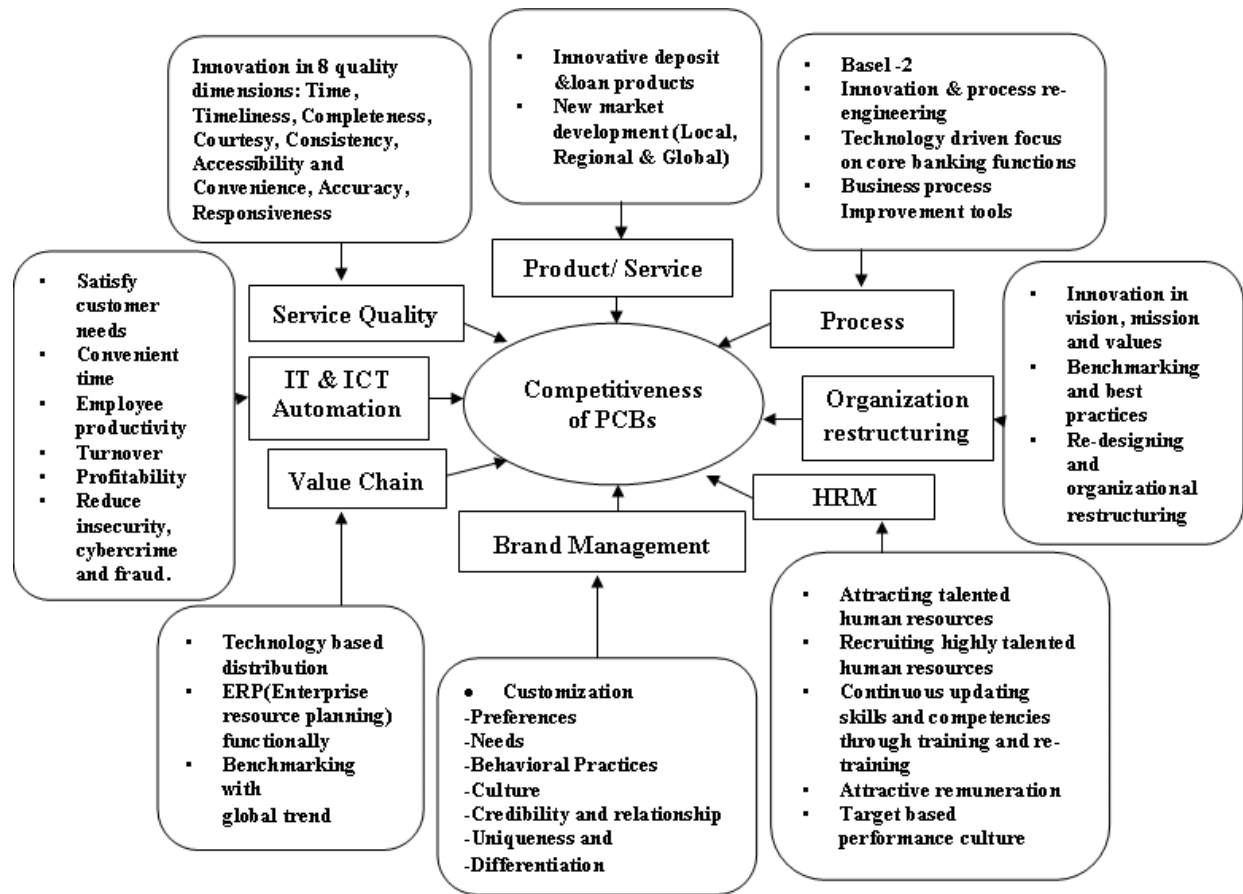 Innovation in 8 quality
dimensions: Time,
Timeliness, Completeness,
Courtesy, Consistency,
Accessibility and
Convenience, Accuracy,
Responsiveness
▪ Innovative deposit
&loan products
▪ New market
development (Local,
Regional & Global)
▪ Basel -2
▪ Innovation & process re-
engineering
▪ Technology driven focus
on core banking functions
▪ Business process
Improvement tools
Service Quality
Product/ Service
Process
▪ Satisfy
customer
needs
▪ Convenient
time
▪ Employee
productivity
▪ Turnover
▪ Profitability
▪ Reduce
insecurity,
cybercrime
and fraud.
IT & ICT
Automation
Competitiveness
of PCBs
Organization
restructuring
▪ Innovation in
vision, mission
and values
▪ Benchmarking
and best
practices
▪ Re-designing
and
organizational
restructuring
Value Chain
Brand Management
HRM
▪ Technology based
distribution
▪ ERP(Enterprise
resource planning)
functionally
▪ Benchmarking
with
global trend
● Customization
-Preferences
-Needs
-Behavioral Practices
-Culture
-Credibility and relationship
-Uniqueness and
-Differentiation
▪ Attracting talented
human resources
▪ Recruiting highly talented
human resources
▪ Continuous updating
skills and competencies
through training and re-
training
▪ Attractive remuneration
▪ Target based
performance culture